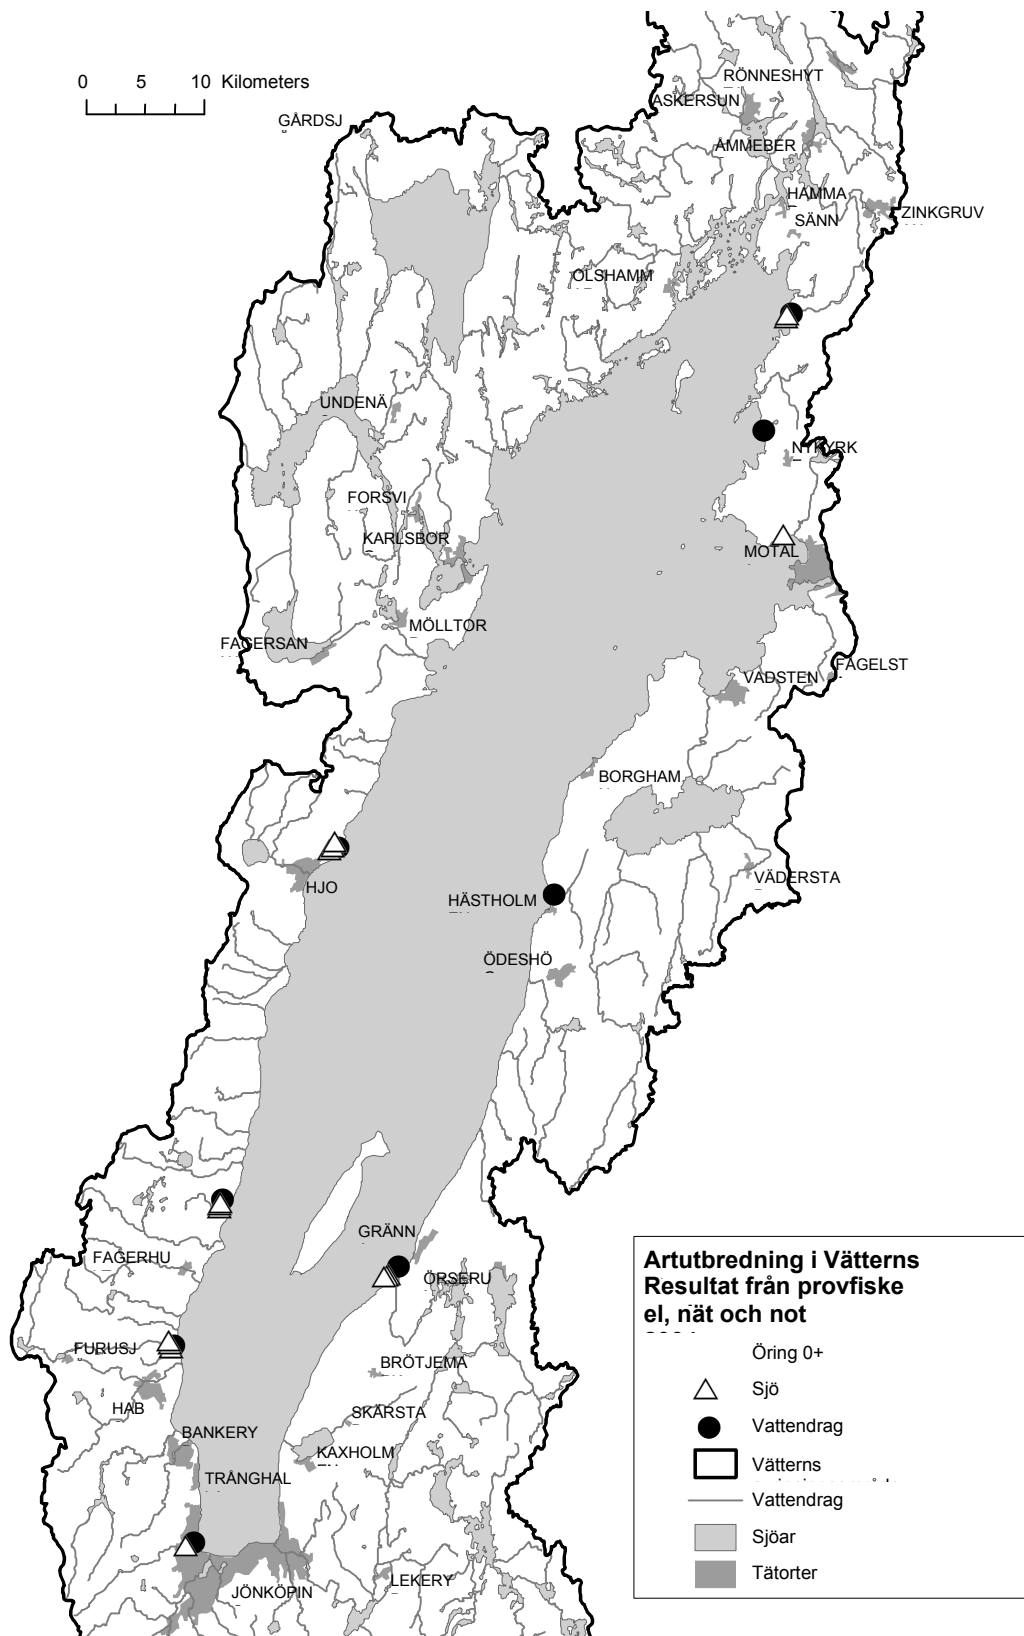 0 5 10 Kilometers
RÖNNESHYT
ASKERSUN
GÅRDSJ
ÅMMEBER
HAMMA
SÄNN
ZINKGRUV
OLSHAMM
UNDENÄ
NYKYRK
FORSVI
KARLSBOR
MOTAL
MÖLLTOR
FAGERSAN
FÅGELST
VADSTEN
BORGHAM
VÄDERSTA
HJO
HÄSTHOLM
ÖDESHÖ
GRÄNN
FAGERHU
ÖRSERU
FURUSJ
BRÖTJEMA
HAB
SKÄRSTA
BANKERY
KAXHOLM
TRÅNGHAL
LEKERY
JÖNKÖPIN
Artutbredning i Vätterns
Resultat från provfiske
el, nät och not
Öring 0+
Sjö
Vattendrag
Vätterns
Vattendrag
Sjöar
Tätorter